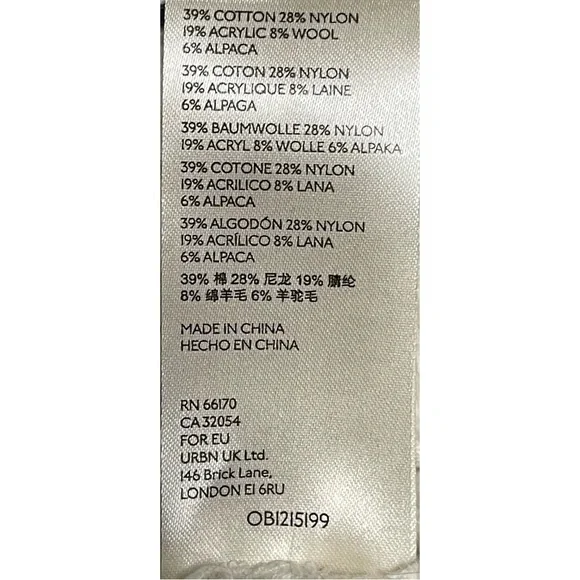 39% COTTON 28% NYLON
19% ACRYLIC 8% WOOL
6% ALPACA
39% COTON 28% NYLON
19% ACRYLIQUE 8% LAINE
6% ALPAGA
39% BAUMWOLLE 28% NYLON
19% ACRYL 8% WOLLE 6% ALPAKA
39% COTONE 28% NYLON
19% ACRILICO 8% LANA
6% ALPACA
39% ALGODÓN 28% NYLON
19% ACRÍLICO 8% LANA
6% ALPACA
39% 棉 28% 尼龙 19% 腈纶
8% 绵羊毛 6% 羊驼毛
MADE IN CHINA
HECHO EN CHINA
RN 66170
CA 32054
FOR EU
URBN UK Ltd.
146 Brick Lane,
LONDON E1 6RU
OB1215199